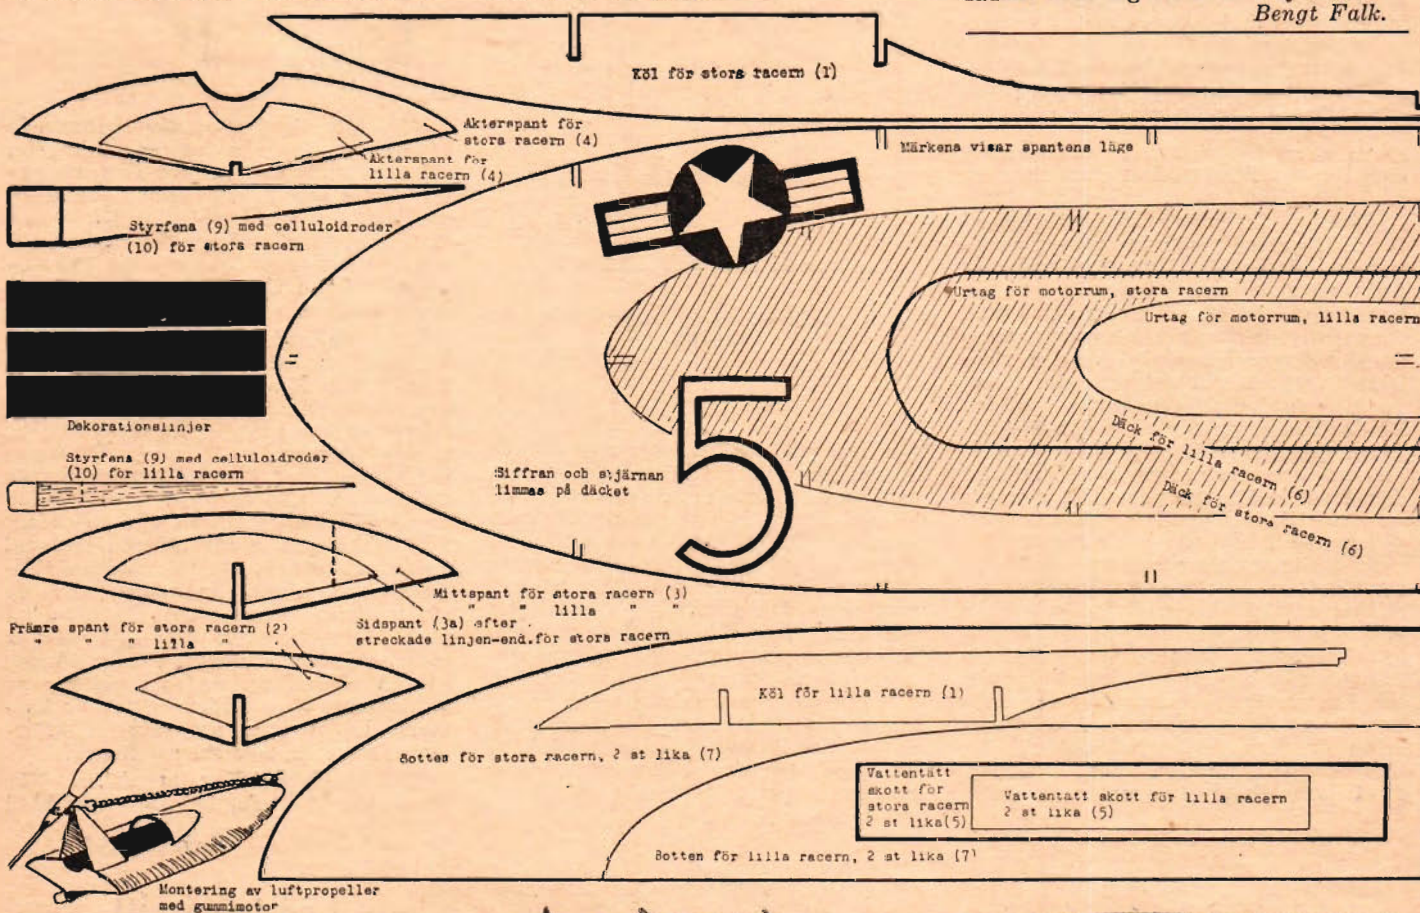 Bengt Falk.
Köl för stora racern (1)
Akterspant för
stora racern (4)
Akterspant för
lilla racern (4)
Märkena visar spantens läge
Styrfena (9) med celluloidroder
(10) för stora racern
Urtag för motorrum, stora racern
Urtag för motorrum, lilla racern
Dekorationslinjer
Styrfena (9) med celluloidroder
(10) för lilla racern
Siffran och stjärnan
limmas på däcket
5
Däck för lilla racern (6)
Däck för stora racern (6)
Mittspant för stora racern (3)
" " lilla " "
Sidspant (3a) efter
streckade linjen-end.för stora racern
Främre spant för stora racern (2)
" " " lilla "
Köl för lilla racern (1)
Botten för stora racern, 2 st lika (7)
Vattentätt
skott för
stora racern
2 st lika(5)
Vattentätt skott för lilla racern
2 st lika (5)
Botten för lilla racern, 2 st lika (7)
Montering av luftpropeller
med gummimotor